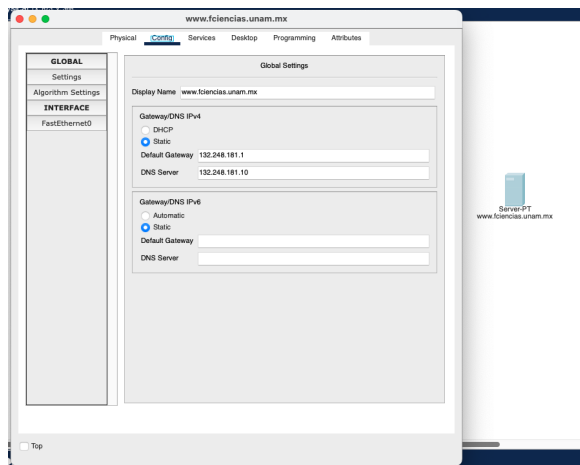 www.fciencias.unam.mx
Physical Config Services Desktop Programming Attributes
GLOBAL
Settings
Algorithm Settings
INTERFACE
FastEthernet0
Global Settings
Display Name www.fciencias.unam.mx
Gateway/DNS IPv4
DHCP
Static
Default Gateway 132.248.181.1
DNS Server 132.248.181.10
Gateway/DNS IPv6
Automatic
Static
Default Gateway
DNS Server
Top
Server-PT
www.fciencias.unam.mx